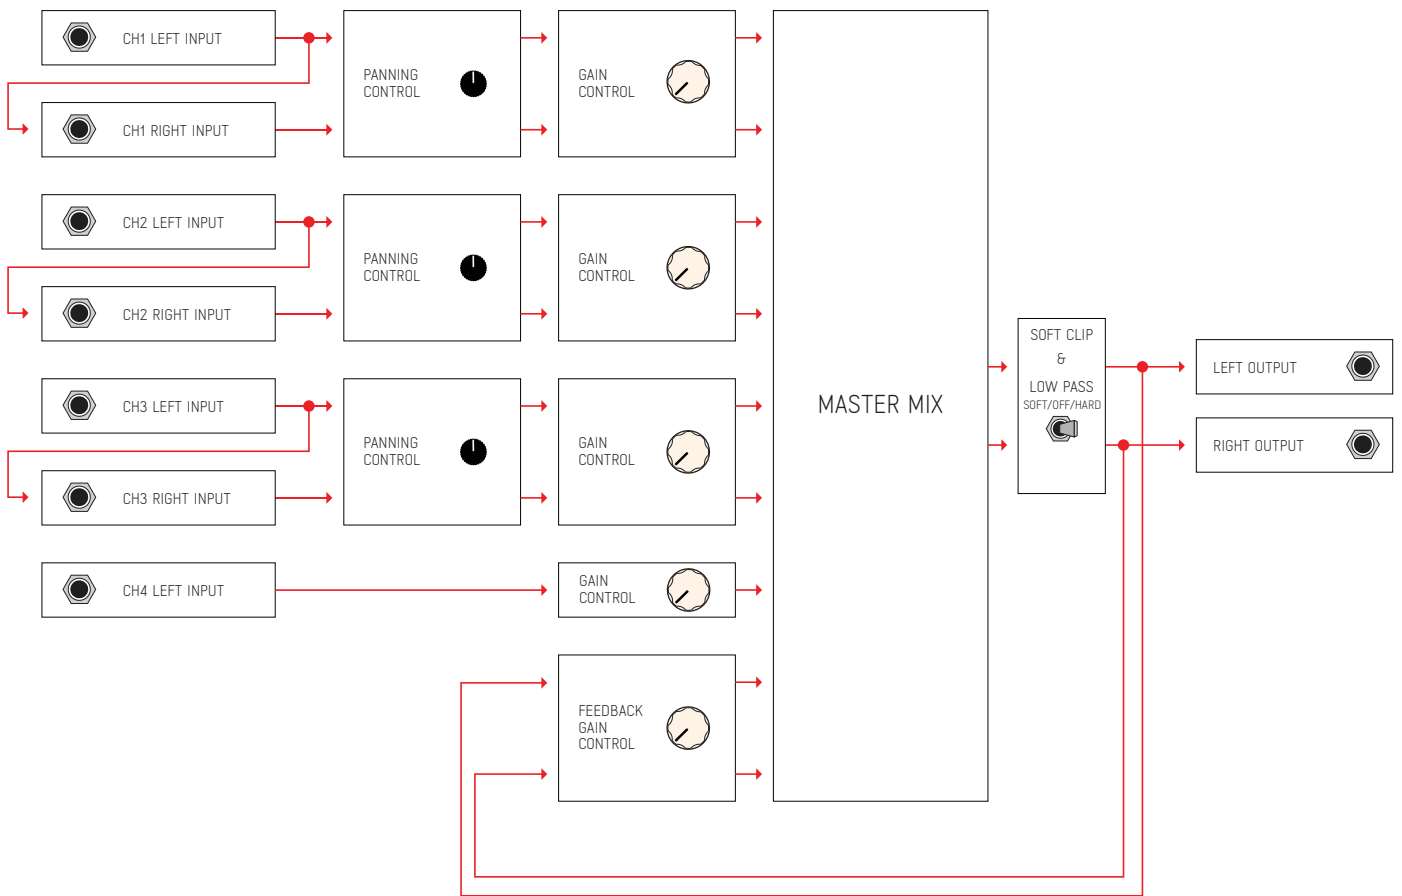 CH1 LEFT INPUT
PANNING
CONTROL
GAIN
CONTROL
CH1 RIGHT INPUT
CH2 LEFT INPUT
PANNING
CONTROL
GAIN
CONTROL
CH2 RIGHT INPUT
CH3 LEFT INPUT
PANNING
CONTROL
GAIN
CONTROL
CH3 RIGHT INPUT
CH4 LEFT INPUT
GAIN
CONTROL
FEEDBACK
GAIN
CONTROL
MASTER MIX
SOFT CLIP
&
LOW PASS
SOFT/OFF/HARD
LEFT OUTPUT
RIGHT OUTPUT